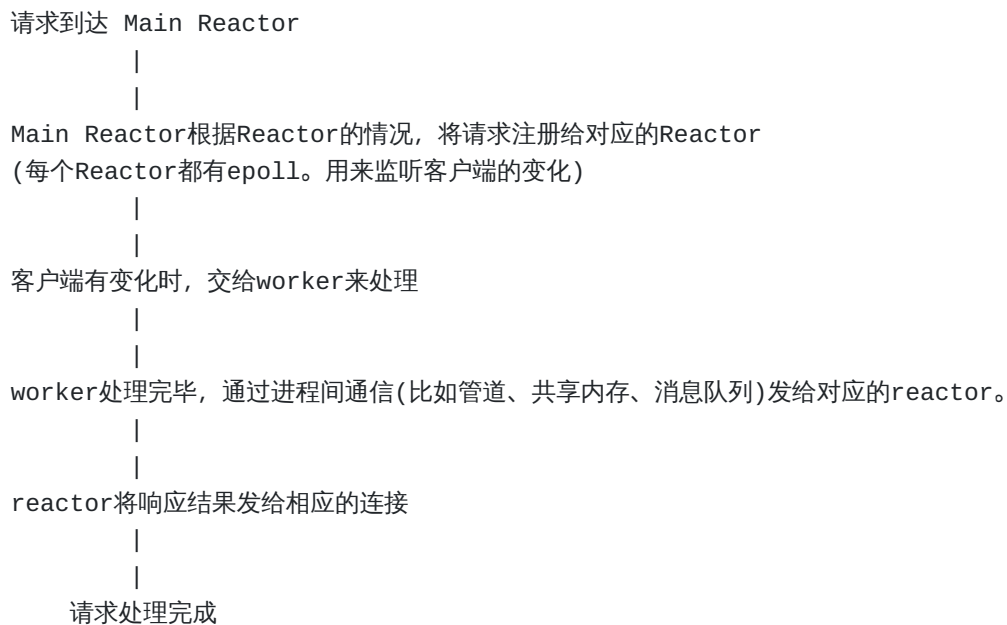 请求到达 Main Reactor
|
|
Main Reactor根据Reactor的情况，将请求注册给对应的Reactor
(每个Reactor都有epoll。用来监听客户端的变化)
|
|
客户端有变化时，交给worker来处理
|
|
worker处理完毕，通过进程间通信(比如管道、共享内存、消息队列)发给对应的reactor。
|
|
reactor将响应结果发给相应的连接
|
|
请求处理完成